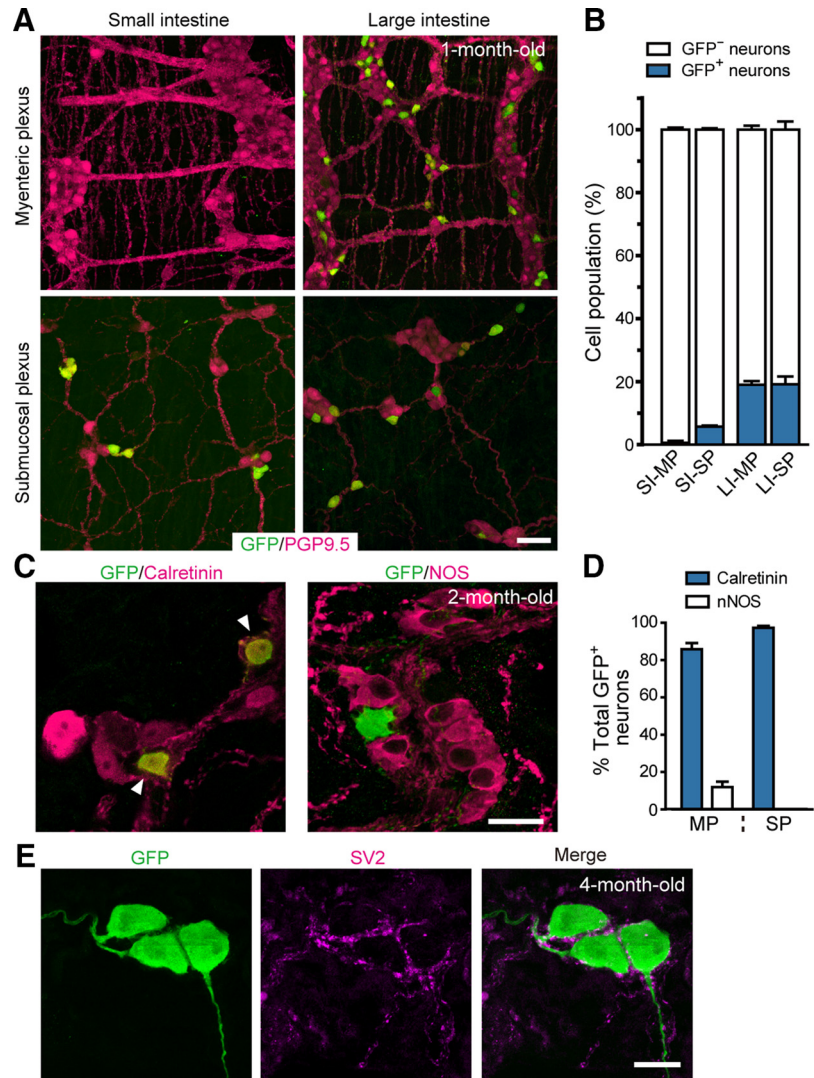 A
Small intestine
Large intestine
Myenteric plexus
1-month-old
Submucosal plexus
GFP/PGP9.5
B
GFP⁻ neurons
GFP⁺ neurons
Cell population (%)
100
80
60
40
20
0
SI-MP
SI-SP
LI-MP
LI-SP
C
GFP/Calretinin
GFP/NOS
2-month-old
D
Calretinin
nNOS
% Total GFP⁺
neurons
100
80
60
40
20
0
MP
SP
E
GFP
SV2
Merge
4-month-old